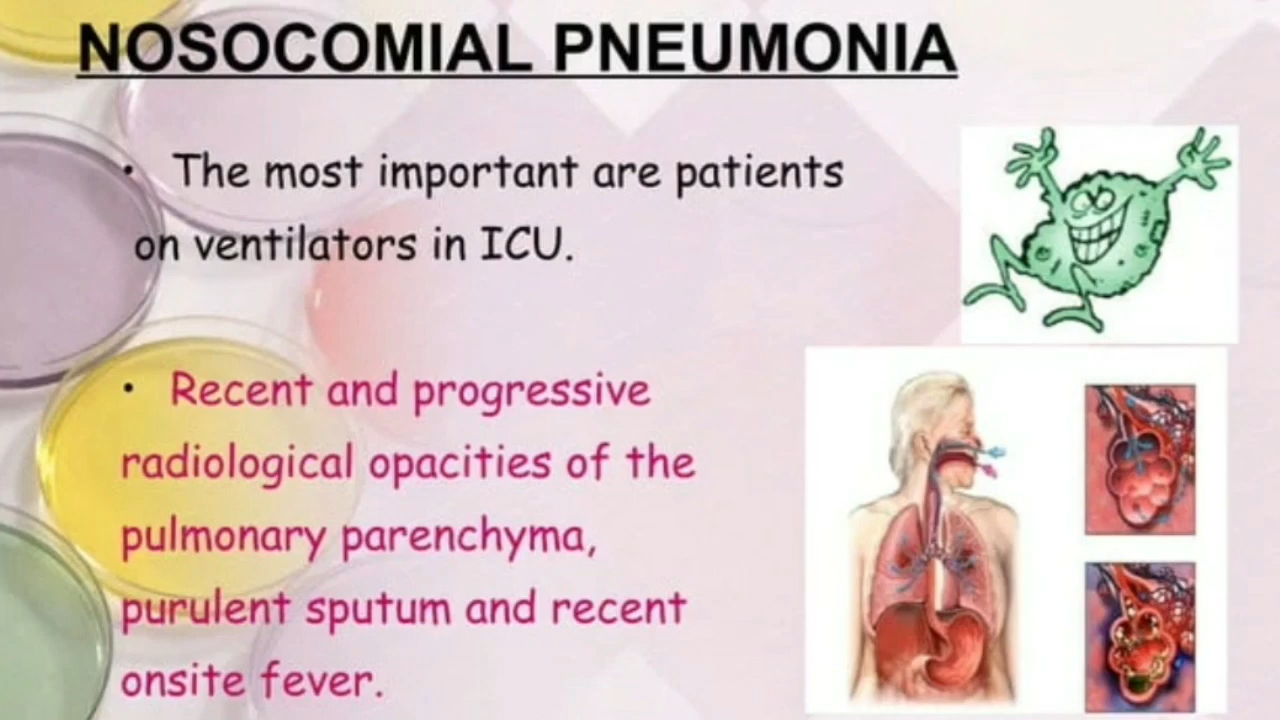 NOSOCOMIAL PNEUMONIA
• The most important are patients
on ventilators in ICU.
• Recent and progressive
radiological opacities of the
pulmonary parenchyma,
purulent sputum and recent
onsite fever.